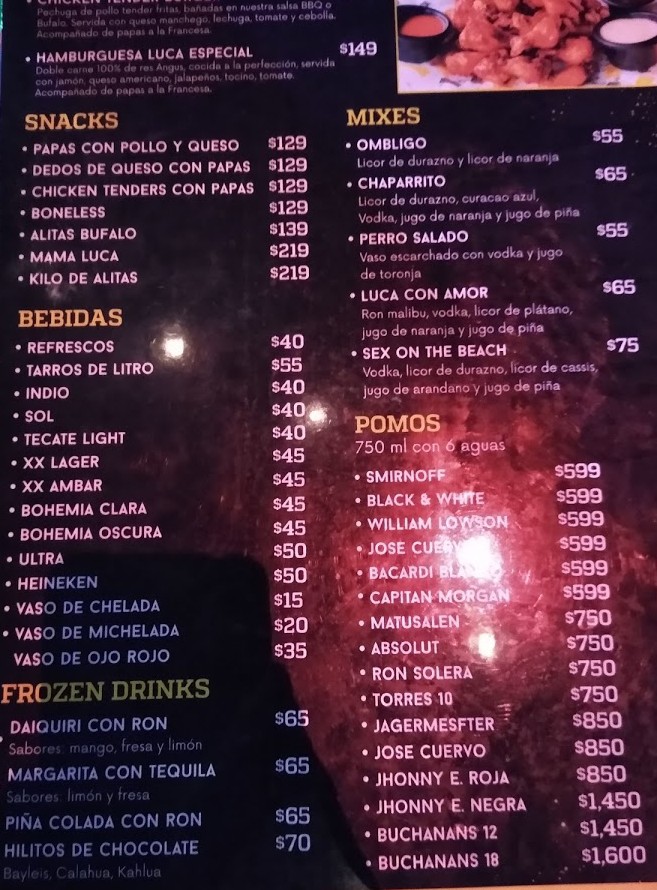 Pechuga de pollo tender fritas, bañadas en nuestra salsa BBQ o
Bufalo. Servida con queso manchego, lechuga, tomate y cebolla.
Acompañado de papas a la Francesa.
• HAMBURGUESA LUCA ESPECIAL $149
Doble carne 100% de res Angus, cocida a la perfección, servida
con jamón, queso americano, jalapeños, tocino, tomate.
Acompañado de papas a la Francesa.
SNACKS
• PAPAS CON POLLO Y QUESO $129
• DEDOS DE QUESO CON PAPAS $129
• CHICKEN TENDERS CON PAPAS $129
• BONELESS $129
• ALITAS BUFALO $139
• MAMA LUCA $219
• KILO DE ALITAS $219
BEBIDAS
• REFRESCOS $40
• TARROS DE LITRO $55
• INDIO $40
• SOL $40
• TECATE LIGHT $40
• XX LAGER $45
• XX AMBAR $45
• BOHEMIA CLARA $45
• BOHEMIA OSCURA $45
• ULTRA $50
• HEINEKEN $50
• VASO DE CHELADA $15
• VASO DE MICHELADA $20
VASO DE OJO ROJO $35
FROZEN DRINKS
DAIQUIRI CON RON $65
Sabores: mango, fresa y limón
MARGARITA CON TEQUILA $65
Sabores: limón y fresa
PIÑA COLADA CON RON $65
HILITOS DE CHOCOLATE $70
Bayleis, Calahua, Kahlua
MIXES
• OMBLIGO $55
Licor de durazno y licor de naranja
• CHAPARRITO $65
Licor de durazno, curacao azul,
Vodka, jugo de naranja y jugo de piña
• PERRO SALADO $55
Vaso escarchado con vodka y jugo
de toronja
• LUCA CON AMOR $65
Ron malibu, vodka, licor de plátano,
jugo de naranja y jugo de piña
• SEX ON THE BEACH $75
Vodka, licor de durazno, licor de cassis,
jugo de arandano y jugo de piña
POMOS
750 ml con 6 aguas
• SMIRNOFF $599
• BLACK & WHITE $599
• WILLIAM LOWSON $599
• JOSE $599
• BACARDI $599
• CAPITAN MORGAN $599
• MATUSALEN $750
• ABSOLUT $750
• RON SOLERA $750
• TORRES 10 $750
• JAGERMESFTER $850
• JOSE CUERVO $850
• JHONNY E. ROJA $850
• JHONNY E. NEGRA $1,450
• BUCHANANS 12 $1,450
• BUCHANANS 18 $1,600